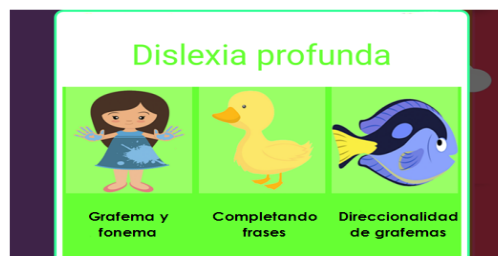 Dislexia profunda
Grafema y
fonema
Completando
frases
Direccionalidad
de grafemas